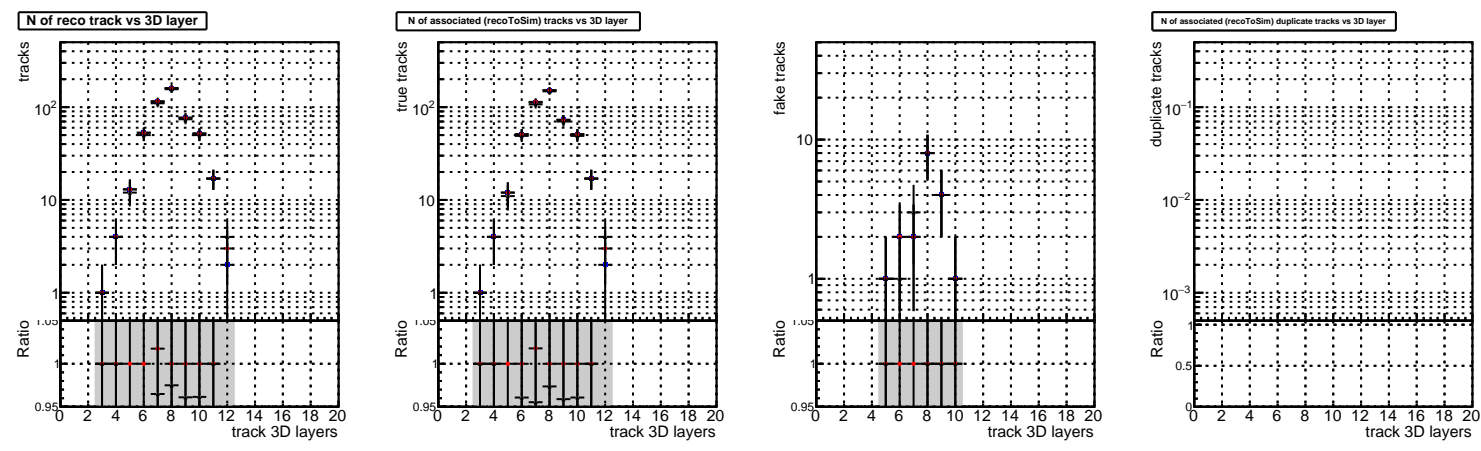 N of reco track vs 3D layer
tracks
10²
10
1
Ratio
1.05
1
0.95
0 2 4 6 8 10 12 14 16 18 20
track 3D layers
N of associated (recoToSim) tracks vs 3D layer
true tracks
10²
10
1
Ratio
1.05
1
0.95
0 2 4 6 8 10 12 14 16 18 20
track 3D layers
fake tracks
10
1
Ratio
1.05
1
0.95
0 2 4 6 8 10 12 14 16 18 20
track 3D layers
N of associated (recoToSim) duplicate tracks vs 3D layer
duplicate tracks
10⁻¹
10⁻²
10⁻³
Ratio
1
0.5
0
0 2 4 6 8 10 12 14 16 18 20
track 3D layers